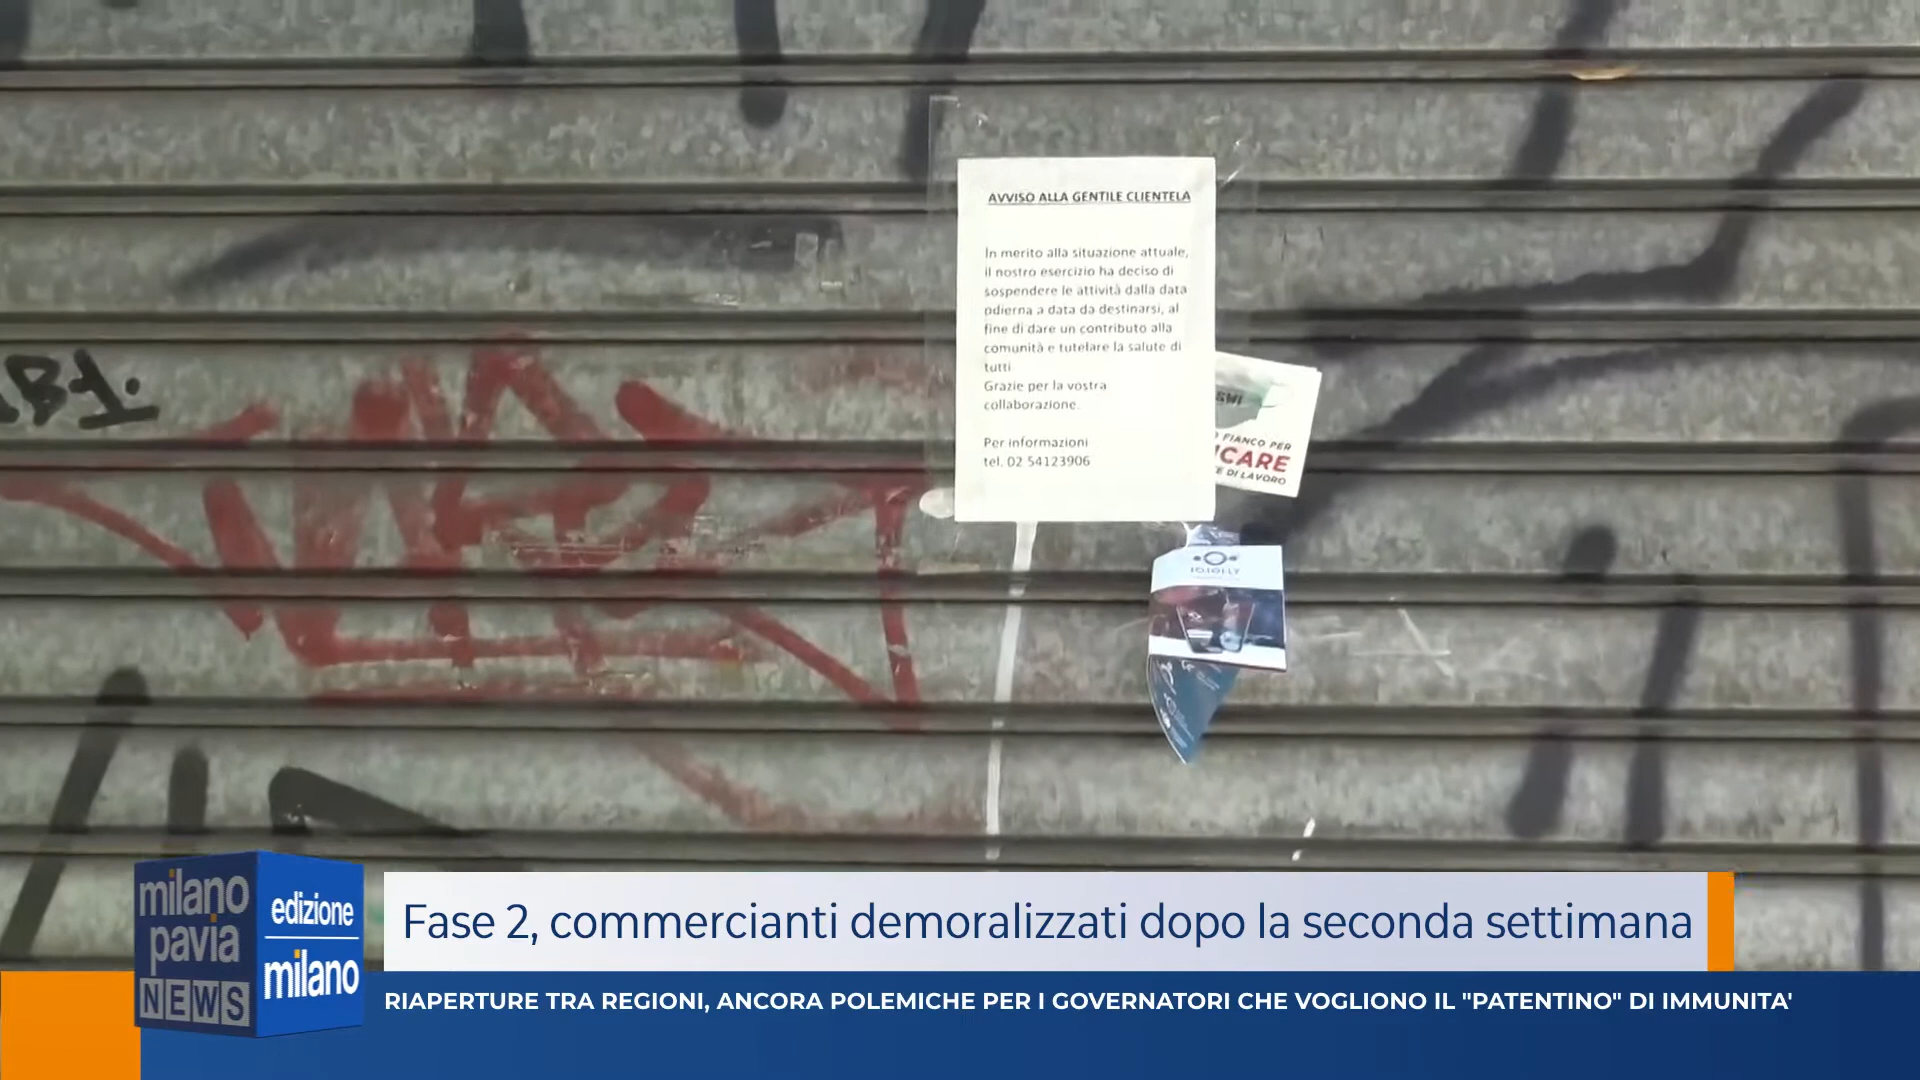 AVVISO ALLA GENTILE CLIENTELA
In merito alla situazione attuale,
il nostro esercizio ha deciso di
sospendere le attività dalla data
odierna a data da destinarsi, al
fine di dare un contributo alla
comunità e tutelare la salute di
tutti
Grazie per la vostra
collaborazione.
Per informazioni
tel. 02 54123906
FIANCO PER
DI LAVORO
milano
pavia
NEWS
edizione
milano
Fase 2, commercianti demoralizzati dopo la seconda settimana
RIAPERTURE TRA REGIONI, ANCORA POLEMICHE PER I GOVERNATORI CHE VOGLIONO IL "PATENTINO" DI IMMUNITA'